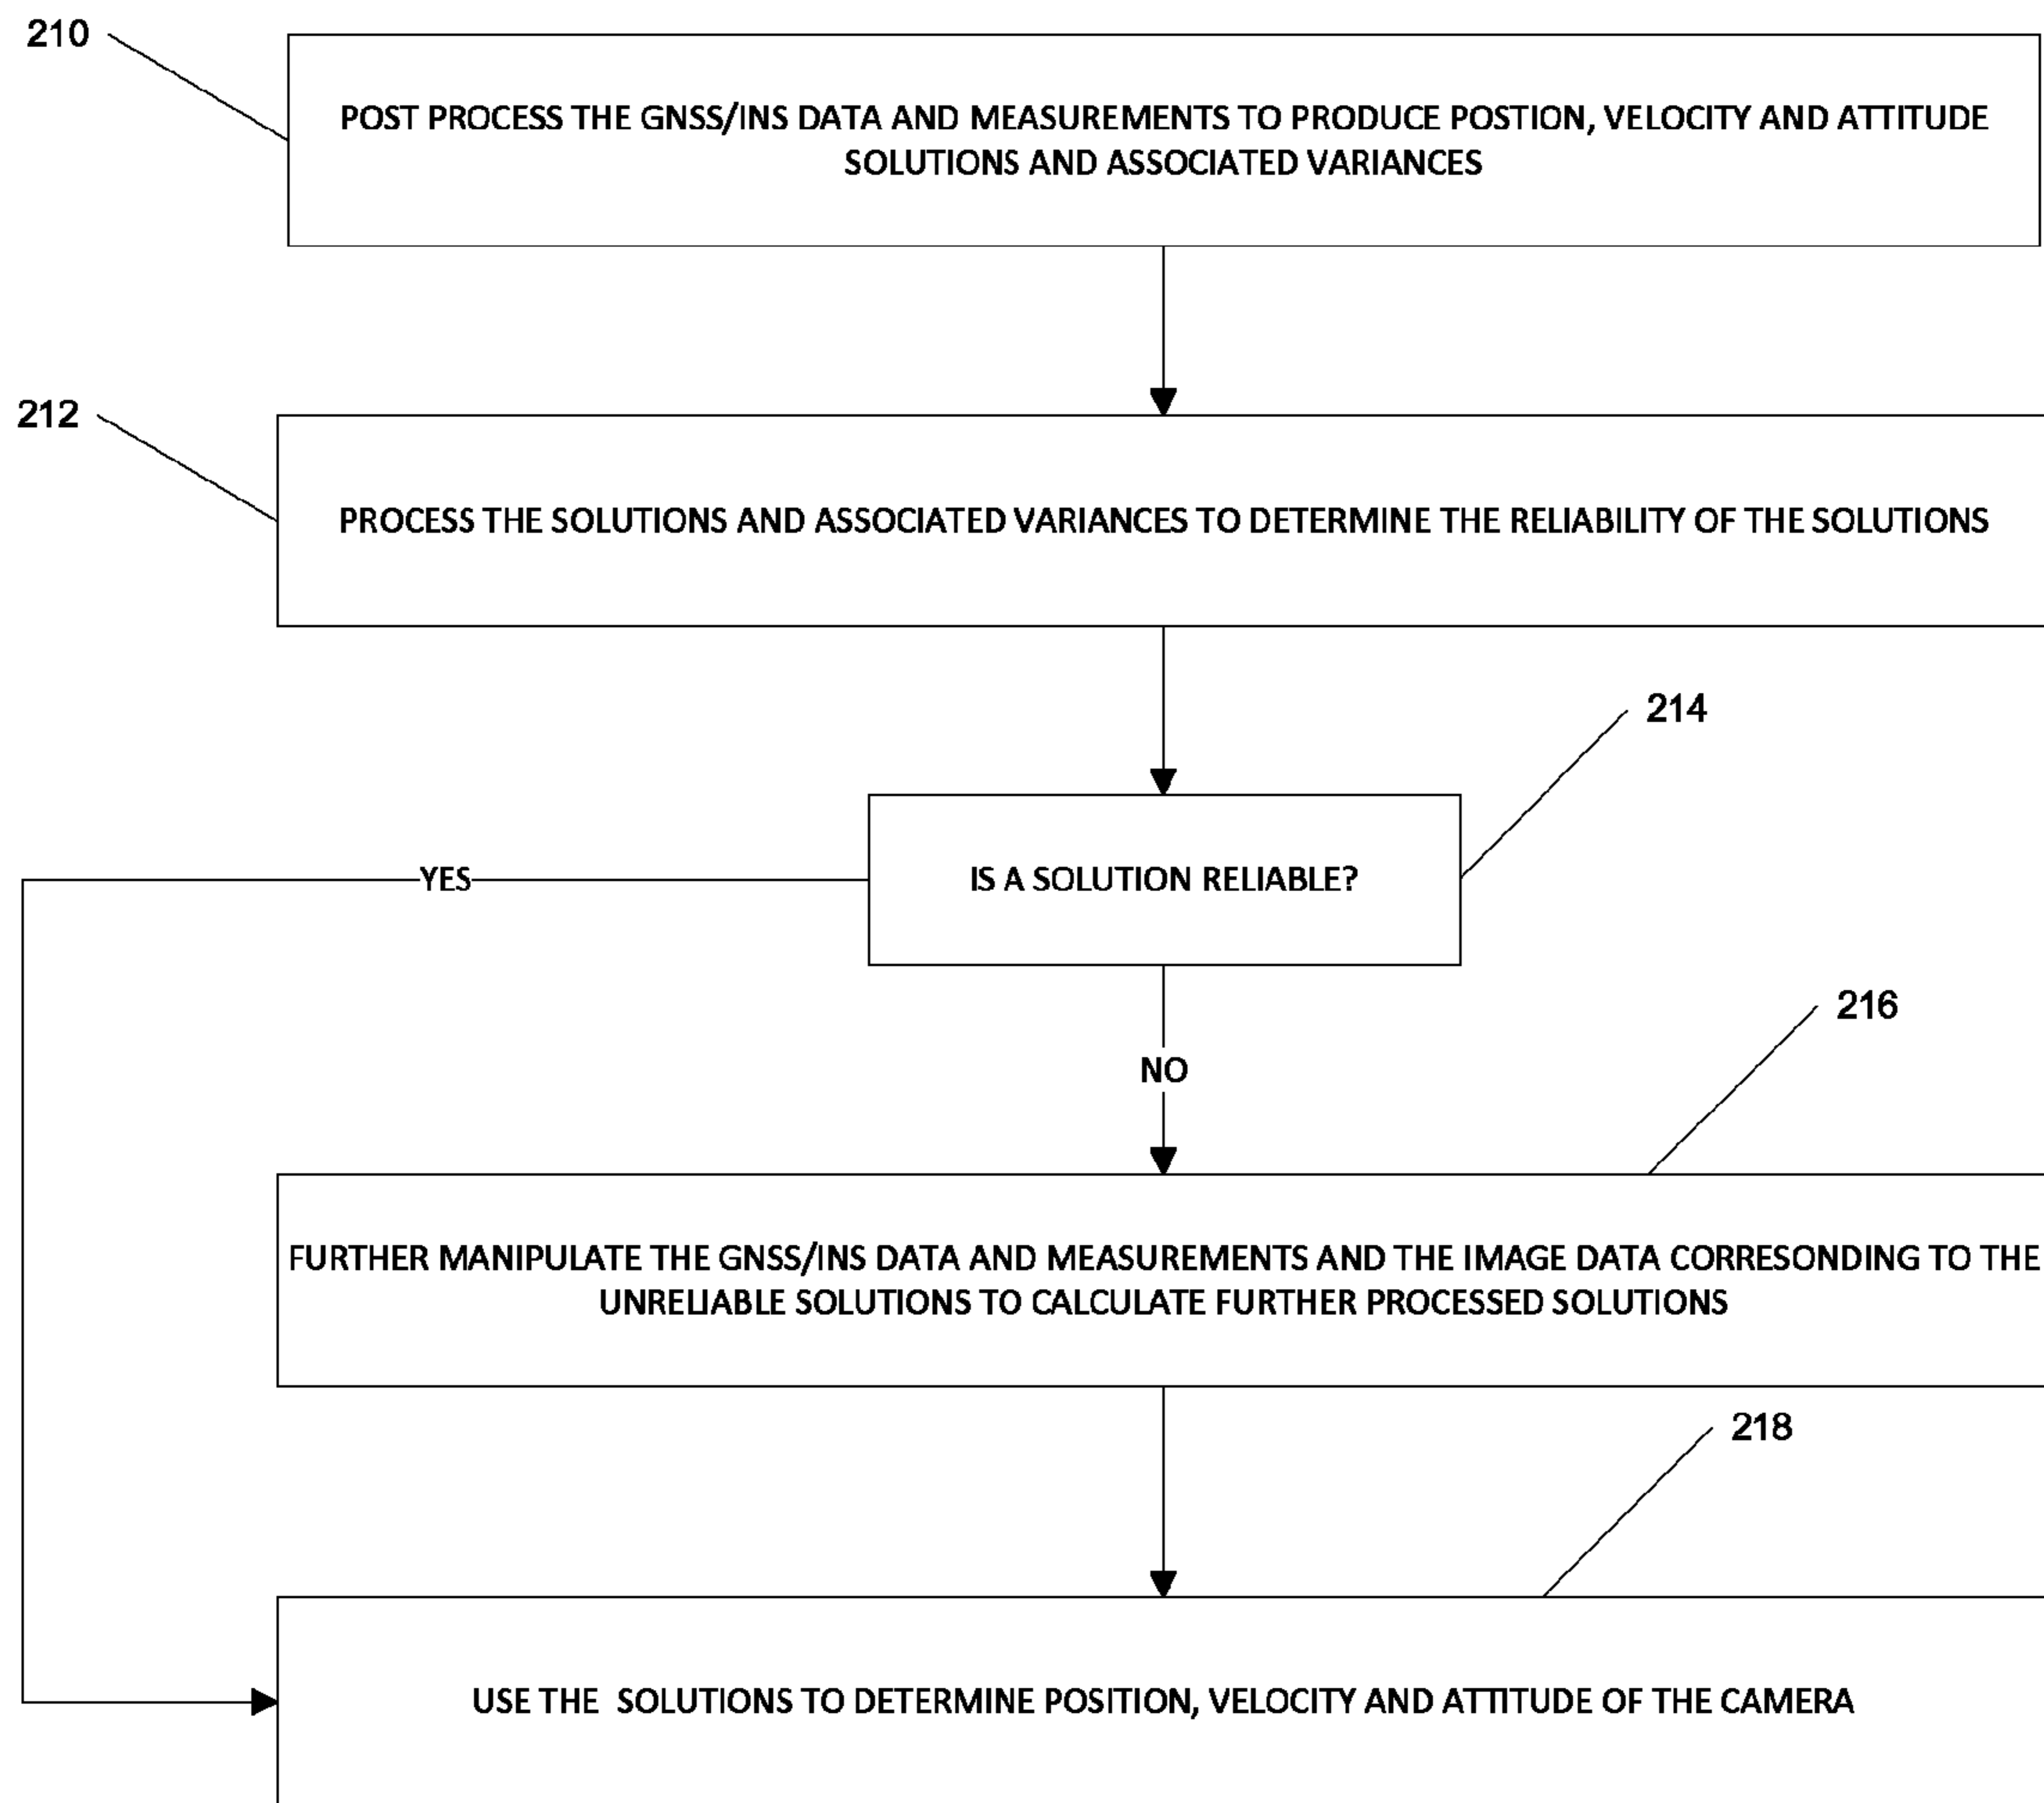 210
POST PROCESS THE GNSS/INS DATA AND MEASUREMENTS TO PRODUCE POSTION, VELOCITY AND ATTITUDE
SOLUTIONS AND ASSOCIATED VARIANCES
212
PROCESS THE SOLUTIONS AND ASSOCIATED VARIANCES TO DETERMINE THE RELIABILITY OF THE SOLUTIONS
214
YES
IS A SOLUTION RELIABLE?
216
NO
FURTHER MANIPULATE THE GNSS/INS DATA AND MEASUREMENTS AND THE IMAGE DATA CORRESONDING TO THE
UNRELIABLE SOLUTIONS TO CALCULATE FURTHER PROCESSED SOLUTIONS
218
USE THE SOLUTIONS TO DETERMINE POSITION, VELOCITY AND ATTITUDE OF THE CAMERA